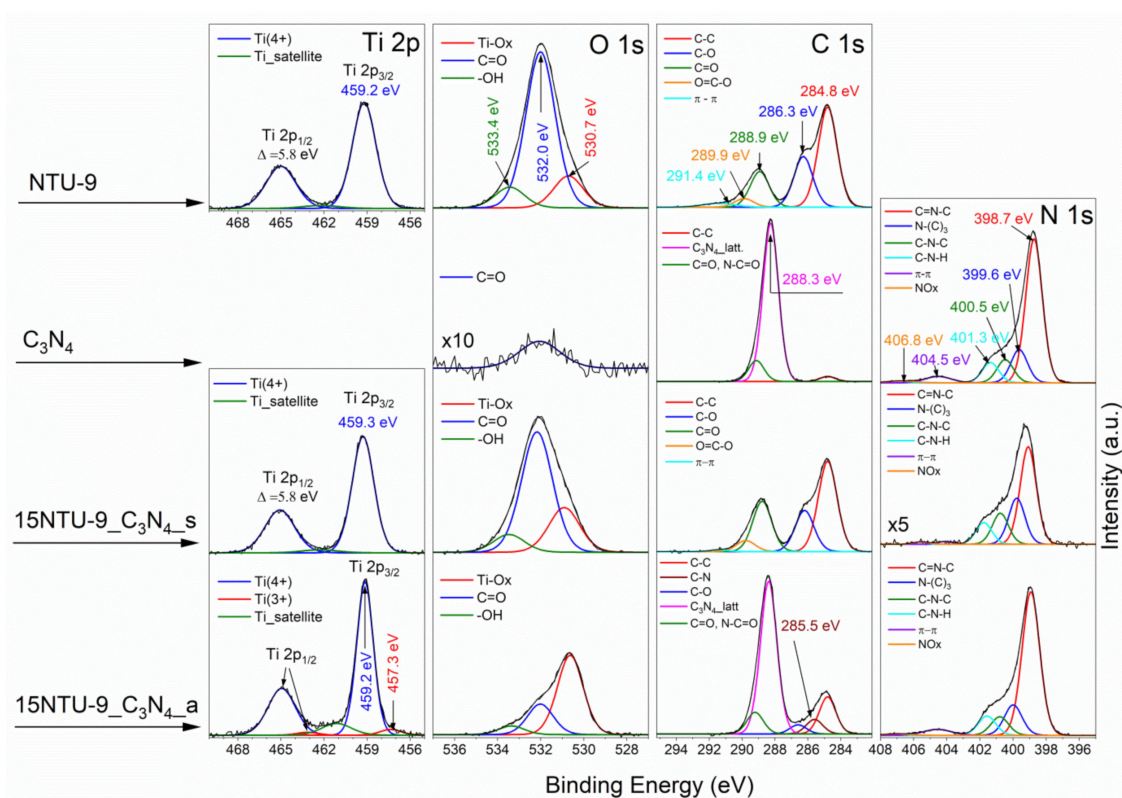 Ti(4+)
Ti_satellite
Ti 2p
Ti 2p3/2
459.2 eV
Ti 2p1/2
Δ =5.8 eV
468 465 462 459 456
O 1s
Ti-Ox
C=O
-OH
533.4 eV
532.0 eV
530.7 eV
C 1s
C-C
C-O
C=O
O=C-O
π - π
284.8 eV
286.3 eV
288.9 eV
289.9 eV
291.4 eV
NTU-9
C=O
x10
C-C
C3N4_latt.
C=O, N-C=O
288.3 eV
N 1s
C=N-C
N-(C)3
C-N-C
C-N-H
π-π
NOx
398.7 eV
399.6 eV
400.5 eV
401.3 eV
406.8 eV
404.5 eV
C3N4
Ti(4+)
Ti_satellite
Ti 2p3/2
459.3 eV
Ti 2p1/2
Δ =5.8 eV
Ti-Ox
C=O
-OH
C-C
C-O
C=O
O=C-O
π–π
C=N-C
N-(C)3
C-N-C
C-N-H
π–π
NOx
x5
15NTU-9_C3N4_s
Ti(4+)
Ti(3+)
Ti_satellite
Ti 2p3/2
Ti 2p1/2
459.2 eV
457.3 eV
Ti-Ox
C=O
-OH
C-C
C-N
C-O
C3N4_latt
C=O, N-C=O
285.5 eV
C=N-C
N-(C)3
C-N-C
C-N-H
π–π
NOx
15NTU-9_C3N4_a
468 465 462 459 456
536 534 532 530 528
294 292 290 288 286 284
408 406 402 400 398 396
Binding Energy (eV)
Intensity (a.u.)